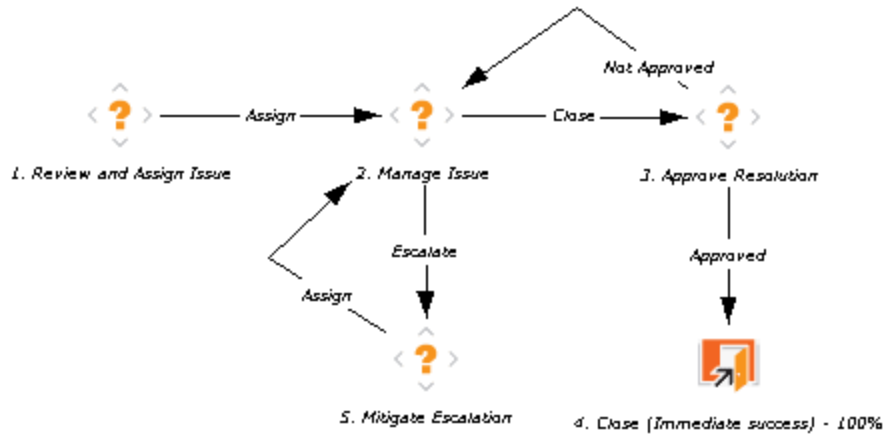 Not Approved
Assign
Close
1. Review and Assign Issue
2. Manage Issue
3. Approve Resolution
Escalate
Approved
Assign
5. Mitigate Escalation
4. Close (Immediate success) - 100%